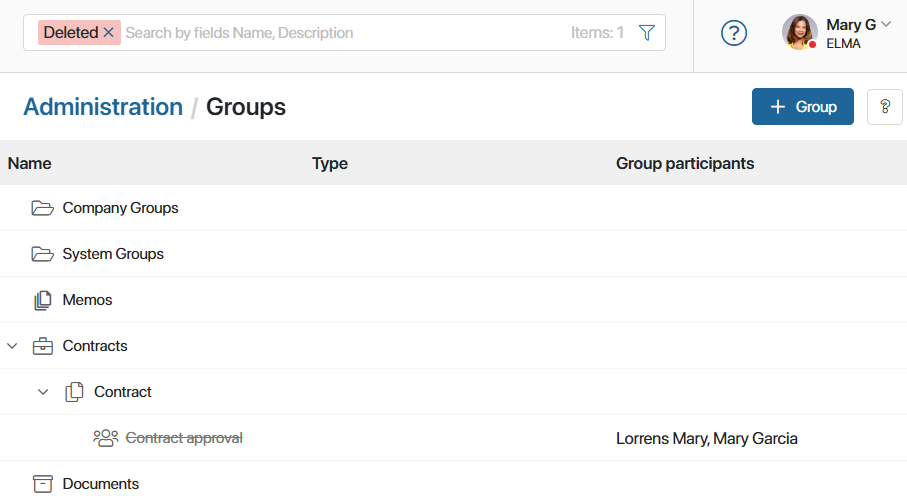 Deleted × Search by fields Name, Description Items: 1
?
Mary G
ELMA
Administration / Groups
+ Group
?
Name Type Group participants
Company Groups
System Groups
Memos
Contracts
Contract
Contract approval Lorrens Mary, Mary Garcia
Documents